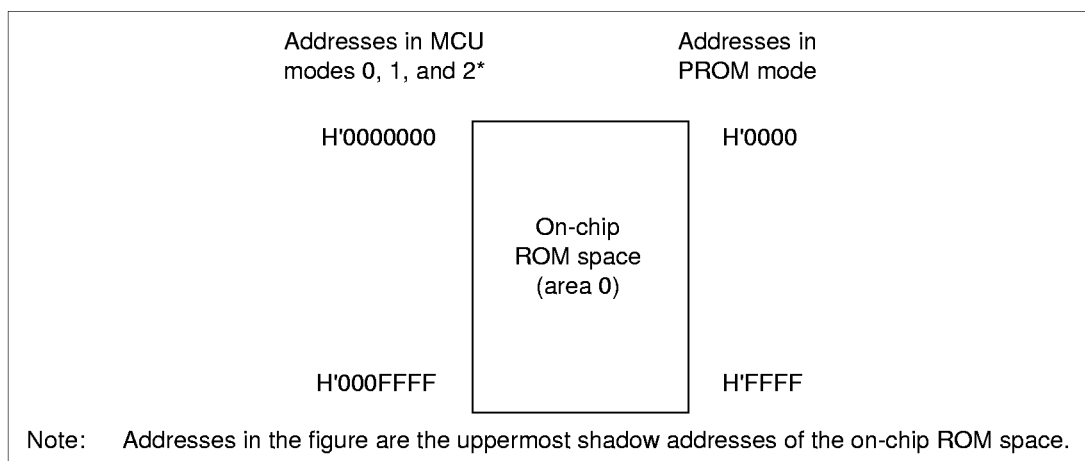 Addresses in MCU
modes 0, 1, and 2*
Addresses in
PROM mode
H'0000000
H'0000
On-chip
ROM space
(area 0)
H'000FFFF
H'FFFF
Note: Addresses in the figure are the uppermost shadow addresses of the on-chip ROM space.